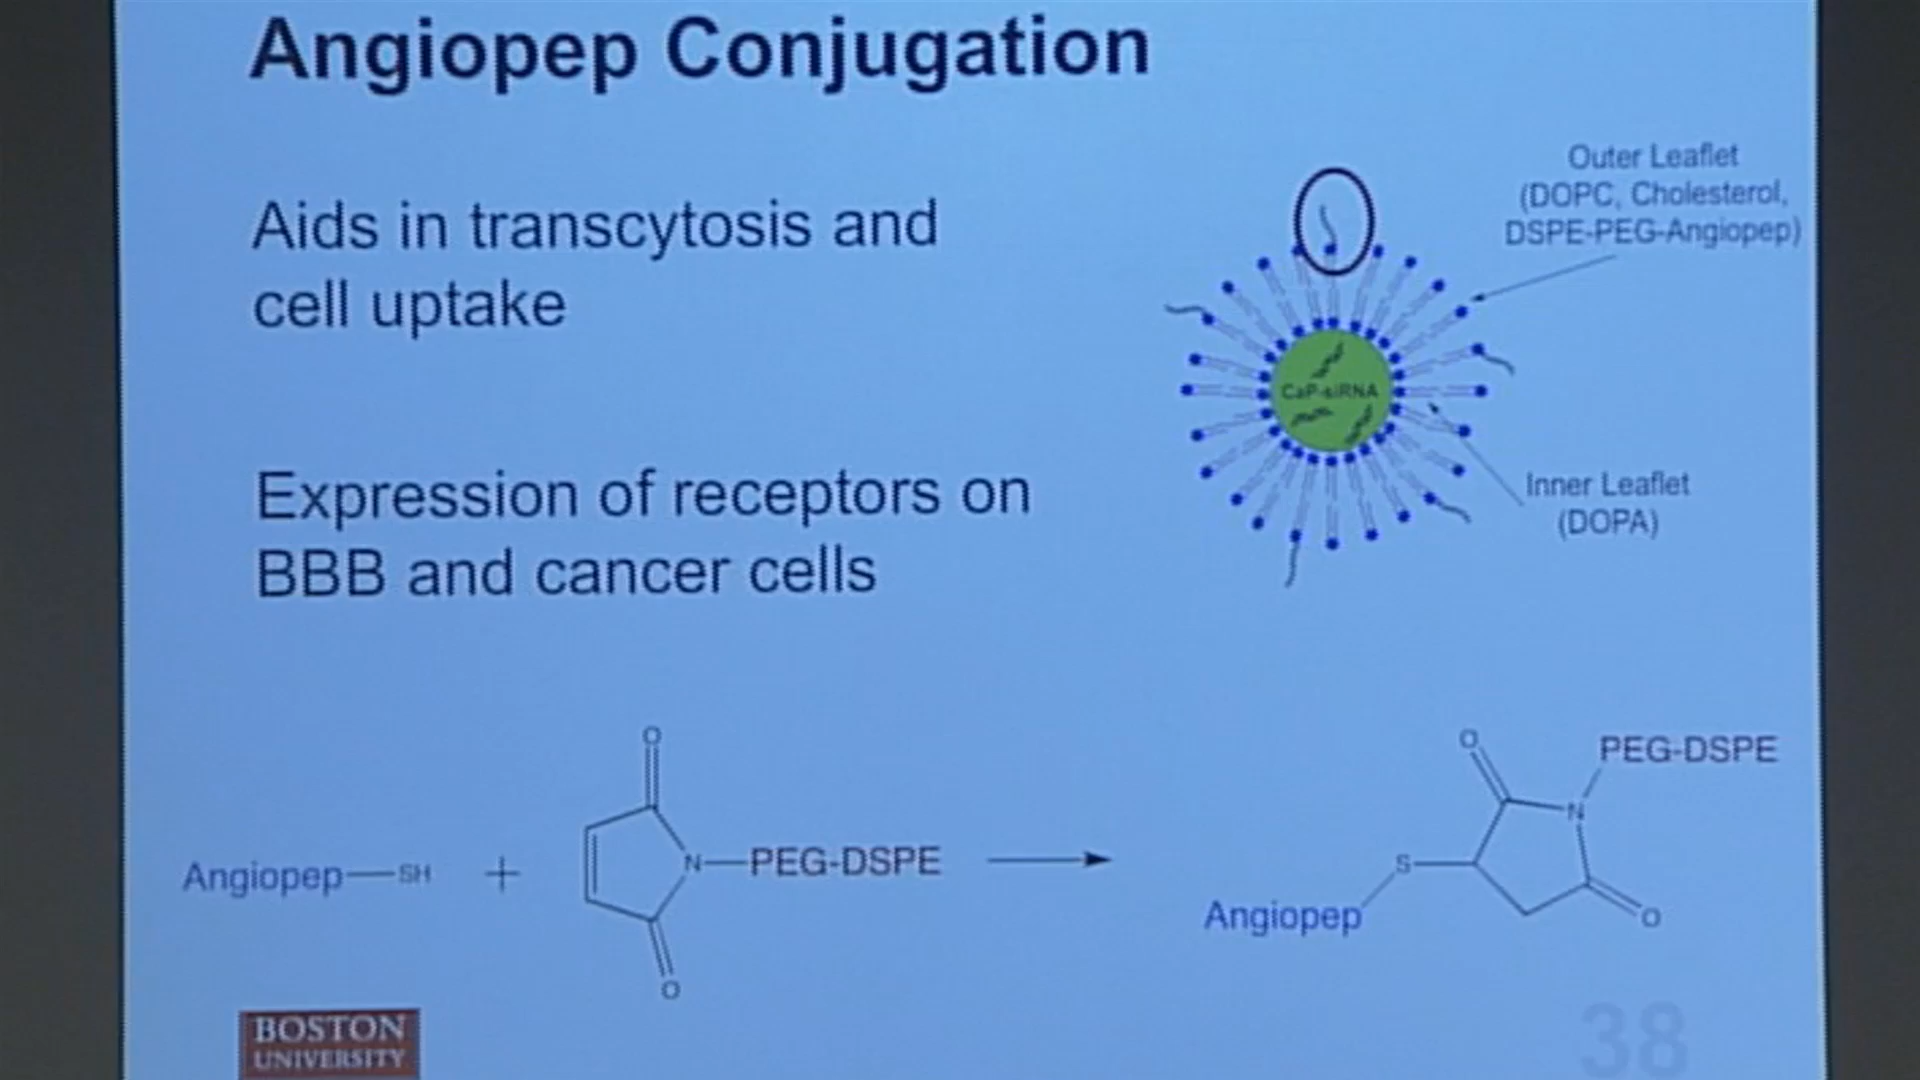 Angiopep Conjugation
Aids in transcytosis and
cell uptake
Expression of receptors on
BBB and cancer cells
Outer Leaflet
(DOPC, Cholesterol,
DSPE-PEG-Angiopep)
CaP-siRNA
Inner Leaflet
(DOPA)
Angiopep—SH + O N O —PEG-DSPE
O PEG-DSPE
N
S
Angiopep O
BOSTON
UNIVERSITY
38